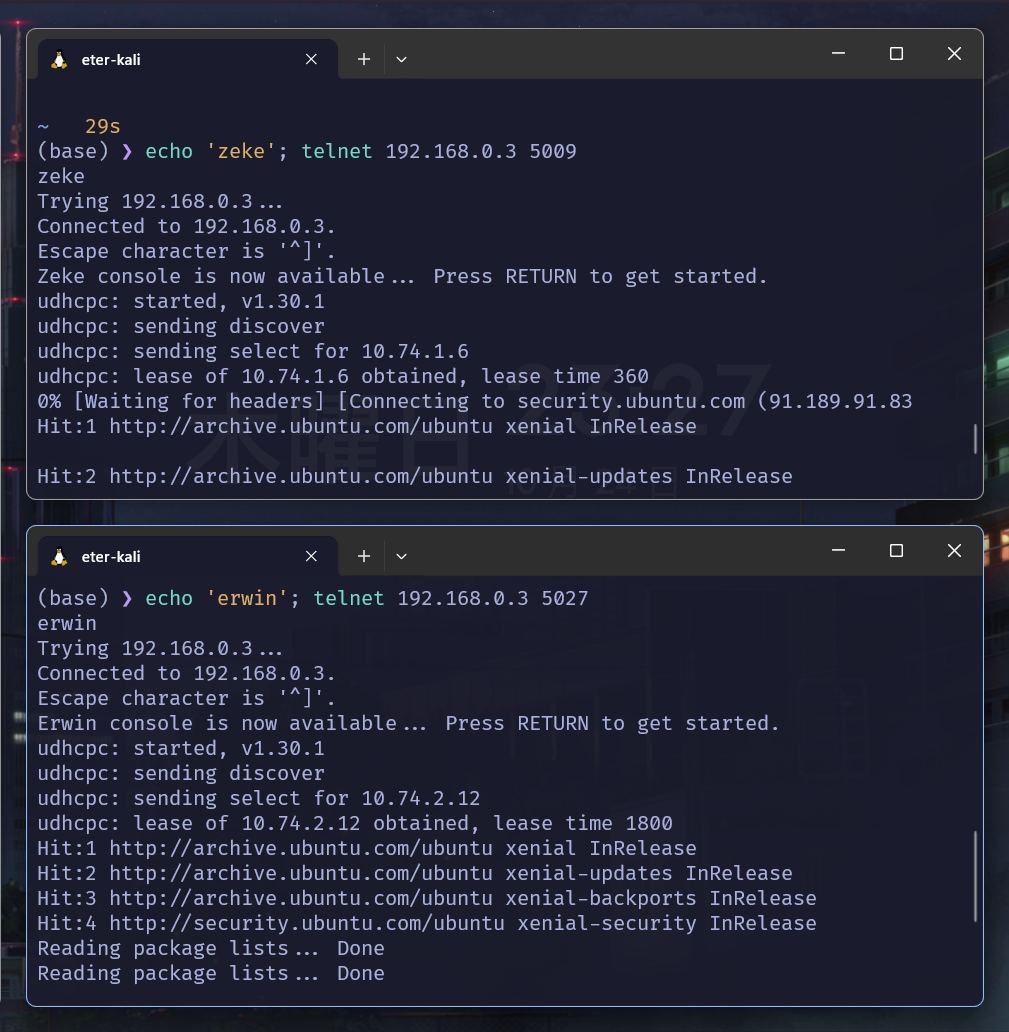 eter-kali
~ 29s
(base) ❯ echo 'zeke'; telnet 192.168.0.3 5009
zeke
Trying 192.168.0.3...
Connected to 192.168.0.3.
Escape character is '^]'.
Zeke console is now available... Press RETURN to get started.
udhcpc: started, v1.30.1
udhcpc: sending discover
udhcpc: sending select for 10.74.1.6
udhcpc: lease of 10.74.1.6 obtained, lease time 360
0% [Waiting for headers] [Connecting to security.ubuntu.com (91.189.91.83
Hit:1 http://archive.ubuntu.com/ubuntu xenial InRelease
Hit:2 http://archive.ubuntu.com/ubuntu xenial-updates InRelease
木曜日
eter-kali
(base) ❯ echo 'erwin'; telnet 192.168.0.3 5027
erwin
Trying 192.168.0.3...
Connected to 192.168.0.3.
Escape character is '^]'.
Erwin console is now available... Press RETURN to get started.
udhcpc: started, v1.30.1
udhcpc: sending discover
udhcpc: sending select for 10.74.2.12
udhcpc: lease of 10.74.2.12 obtained, lease time 1800
Hit:1 http://archive.ubuntu.com/ubuntu xenial InRelease
Hit:2 http://archive.ubuntu.com/ubuntu xenial-updates InRelease
Hit:3 http://archive.ubuntu.com/ubuntu xenial-backports InRelease
Hit:4 http://security.ubuntu.com/ubuntu xenial-security InRelease
Reading package lists... Done
Reading package lists... Done